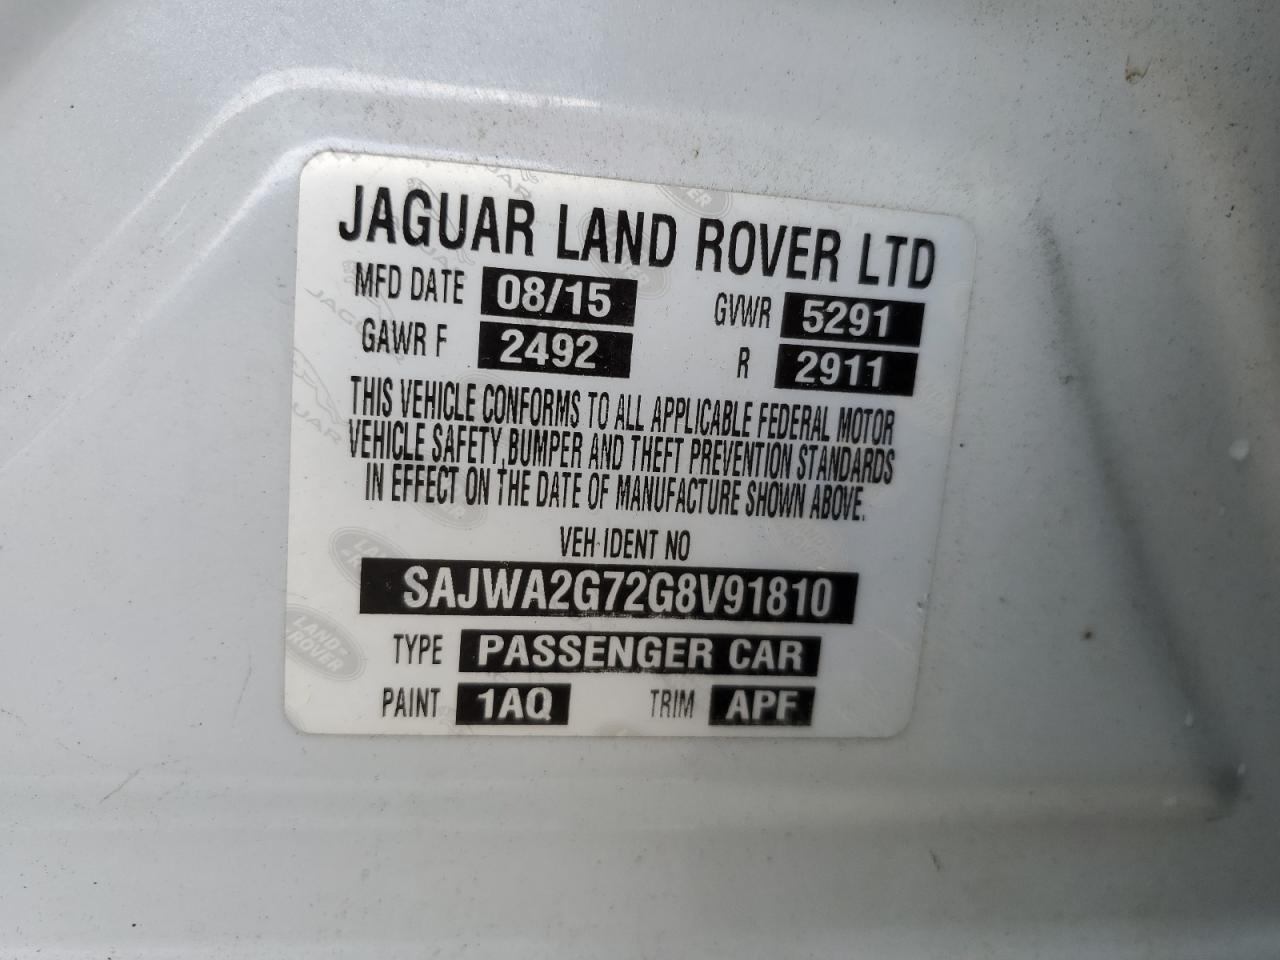 JAGUAR LAND ROVER LTD
MFD DATE 08/15 GVWR 5291
GAWR F 2492 R 2911
THIS VEHICLE CONFORMS TO ALL APPLICABLE FEDERAL MOTOR
VEHICLE SAFETY, BUMPER AND THEFT PREVENTION STANDARDS
IN EFFECT ON THE DATE OF MANUFACTURE SHOWN ABOVE.
VEH·IDENT NO
SAJWA2G72G8V91810
TYPE PASSENGER CAR
PAINT 1AQ TRIM APF
LAND ROVER